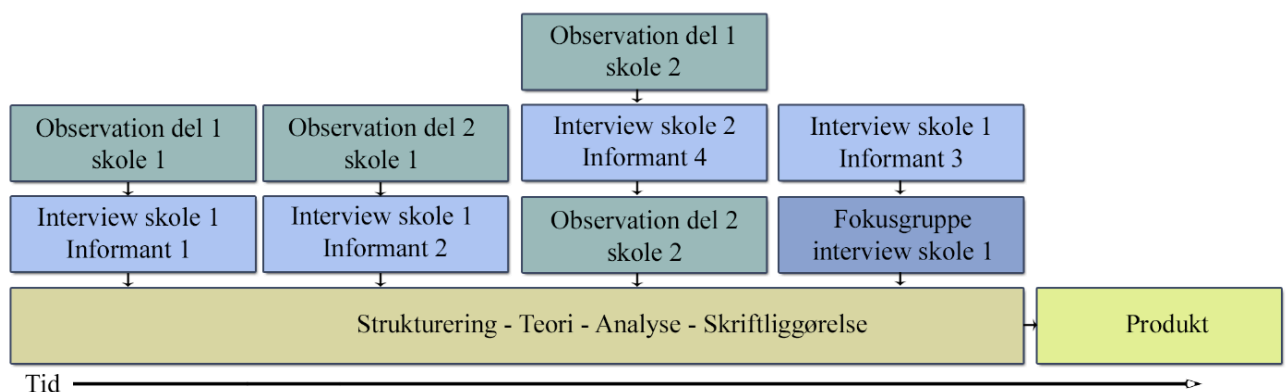 Observation del 1
skole 2
Observation del 1
skole 1
Observation del 2
skole 1
Interview skole 2
Informant 4
Interview skole 1
Informant 3
Interview skole 1
Informant 1
Interview skole 1
Informant 2
Observation del 2
skole 2
Fokusgruppe
interview skole 1
Strukturering - Teori - Analyse - Skriftliggørelse
Produkt
Tid